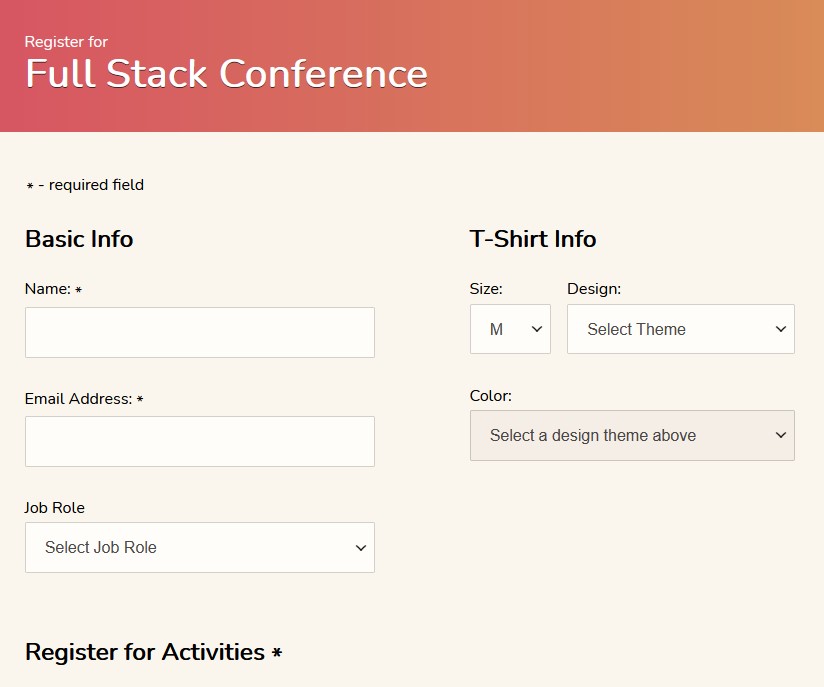 Register for
Full Stack Conference
* - required field
Basic Info
Name: *
Email Address: *
Job Role
Select Job Role
T-Shirt Info
Size:
Design:
M
Select Theme
Color:
Select a design theme above
Register for Activities *